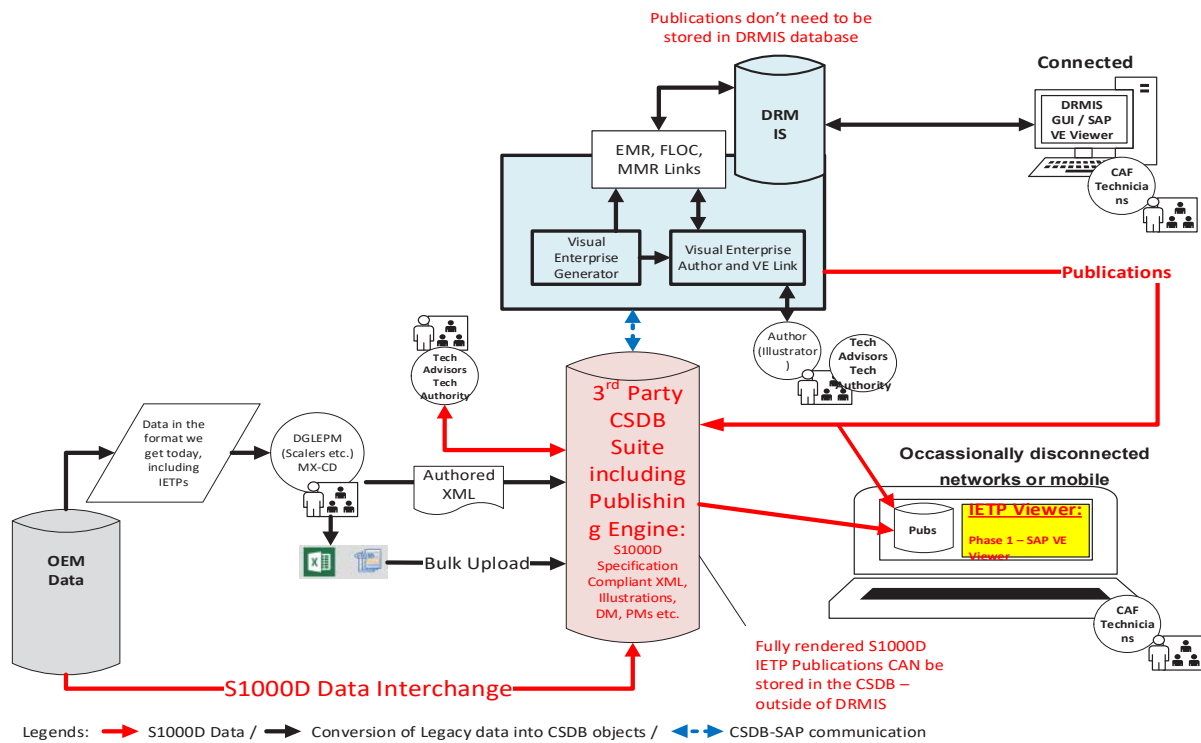 Publications don't need to be
stored in DRMIS database
Connected
DRM
IS
DRMIS
GUI / SAP
VE Viewer
EMR, FLOC,
MMR Links
CAF
Technicia
ns
Visual
Enterprise
Generator
Visual Enterprise
Author and VE Link
Publications
Author
(Illustrator
)
Tech
Advisors
Tech
Authority
Tech
Advisors
Tech
Authority
3rd Party
CSDB
Suite
including
Publishin
g Engine:
S1000D
Specification
Compliant XML,
Illustrations,
DM, PMs etc.
Data in the
format we
get today,
including
IETPs
DGLEPM
(Scalers etc.)
MX-CD
Authored
XML
Occassionally disconnected
networks or mobile
Pubs
IETP Viewer:
Phase 1 – SAP VE
Viewer
OEM
Data
Bulk Upload
CAF
Technicia
ns
Fully rendered S1000D
IETP Publications CAN be
stored in the CSDB –
outside of DRMIS
S1000D Data Interchange
Legends: S1000D Data / Conversion of Legacy data into CSDB objects / CSDB-SAP communication